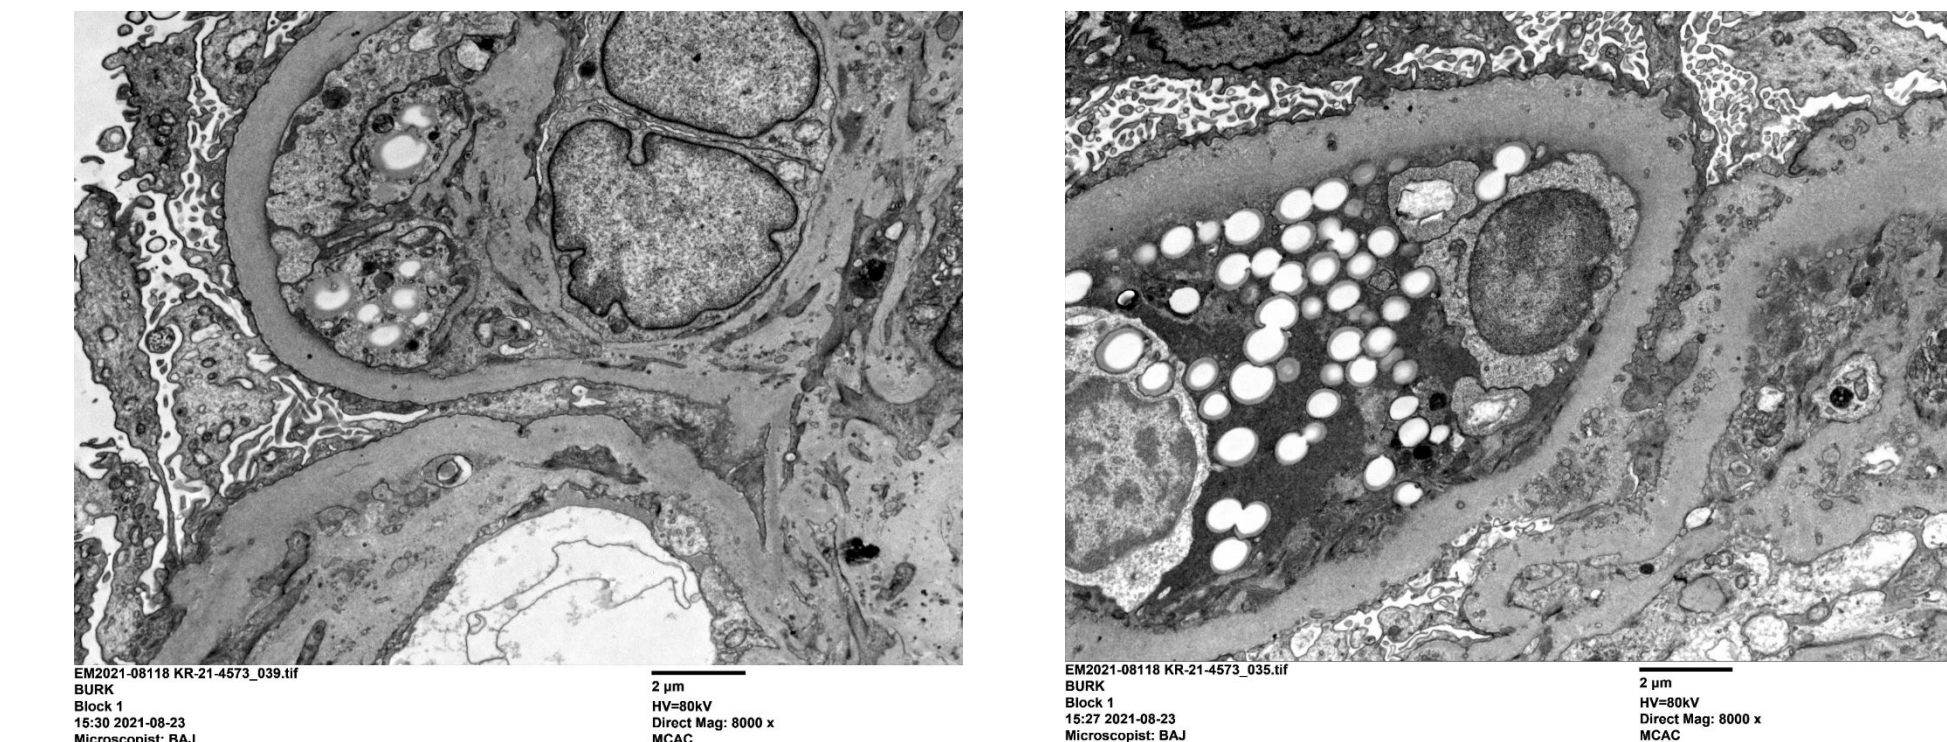 EM2021-08118 KR-21-4573_039.tif
BURK
Block 1
15:30 2021-08-23
Microscopist: BAJ
2 µm
HV=80kV
Direct Mag: 8000 x
MCAC
EM2021-08118 KR-21-4573_035.tif
BURK
Block 1
15:27 2021-08-23
Microscopist: BAJ
2 µm
HV=80kV
Direct Mag: 8000 x
MCAC